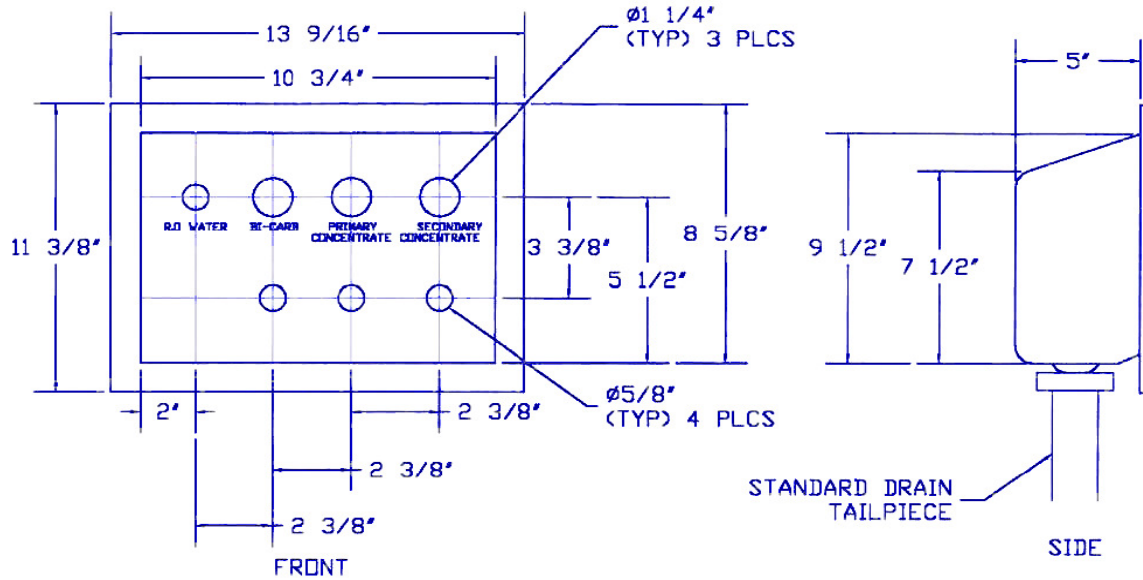 ø1 1/4"
(TYP) 3 PLCS
13 9/16"
10 3/4"
5"
R.O WATER
BI-CARB
PRIMARY
CONCENTRATE
SECONDARY
CONCENTRATE
11 3/8"
3 3/8"
5 1/2"
8 5/8"
9 1/2"
7 1/2"
2"
2 3/8"
ø5/8"
(TYP) 4 PLCS
2 3/8"
2 3/8"
STANDARD DRAIN
TAILPIECE
FRONT
SIDE